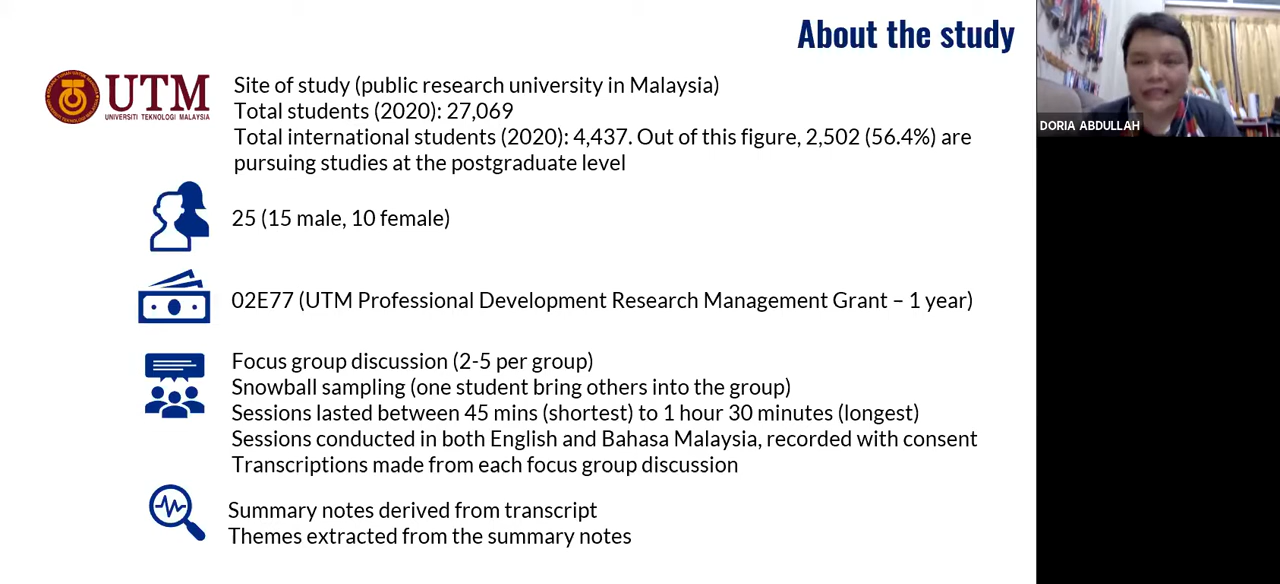 About the study
UTM
UNIVERSITI TEKNOLOGI MALAYSIA
Site of study (public research university in Malaysia)
Total students (2020): 27,069
Total international students (2020): 4,437. Out of this figure, 2,502 (56.4%) are
pursuing studies at the postgraduate level
25 (15 male, 10 female)
02E77 (UTM Professional Development Research Management Grant – 1 year)
Focus group discussion (2-5 per group)
Snowball sampling (one student bring others into the group)
Sessions lasted between 45 mins (shortest) to 1 hour 30 minutes (longest)
Sessions conducted in both English and Bahasa Malaysia, recorded with consent
Transcriptions made from each focus group discussion
Summary notes derived from transcript
Themes extracted from the summary notes
DORIA ABDULLAH